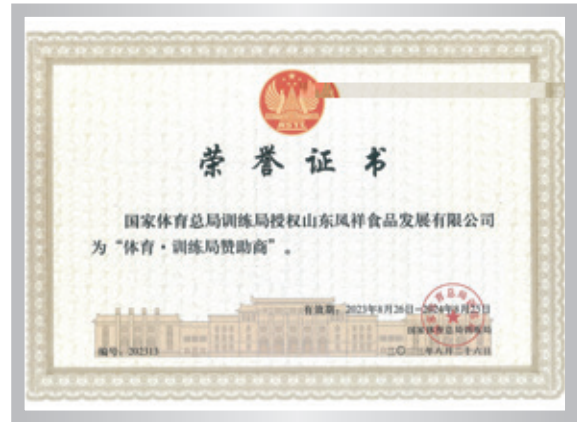 荣誉证书
国家体育总局训练局授权山东凤祥食品发展有限公司
为“体育·训练局赞助商”。
有效期：2023年8月26日-2024年8月25日
国家体育总局训练局
编号：202313
二〇二三年八月二十六日